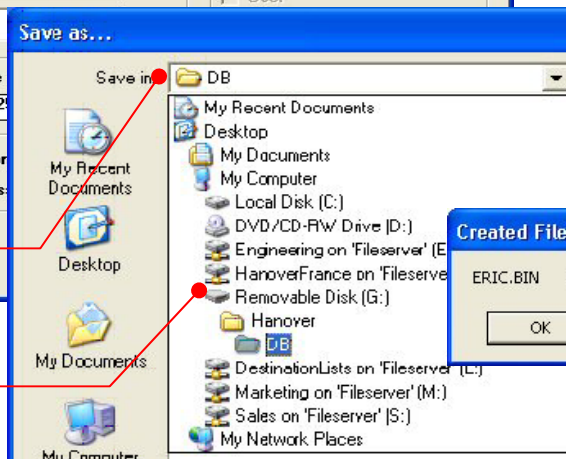 Save as...
Save in
DB
My Recent Documents
Desktop
My Documents
My Computer
Local Disk (C:)
DVD/CD-RW Drive (D:)
Engineering on 'Fileserver' (E
HanoverFrance on 'Fileserve
Removable Disk (G:)
Hanover
DB
DestinationLists on 'Fileserver' (L:)
Marketing on 'Fileserver' (M:)
Sales on 'Fileserver' (S:)
My Network Places
My Recent
Documents
Desktop
My Documents
My Computer
Created File
ERIC.BIN
OK